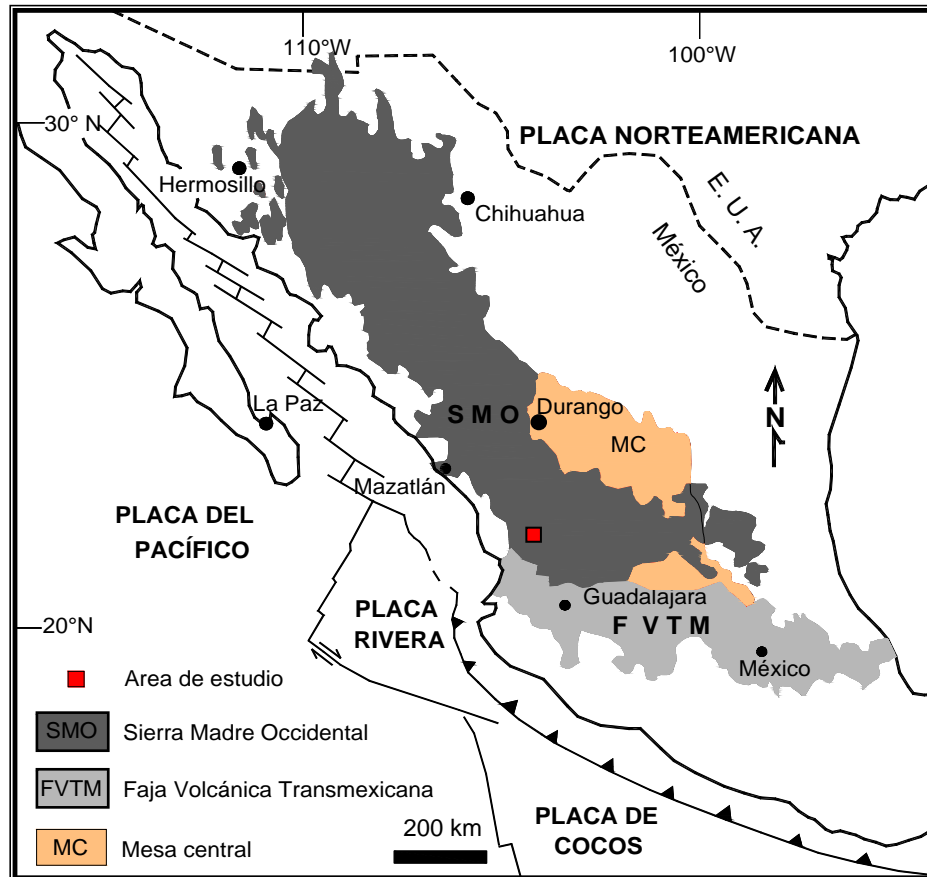 110°W
100°W
30° N
PLACA NORTEAMERICANA
Hermosillo
Chihuahua
E. U. A.
México
La Paz
S M O
Durango
MC
N
Mazatlán
PLACA DEL
PACÍFICO
Guadalajara
F V T M
PLACA
RIVERA
20°N
México
Area de estudio
SMO
Sierra Madre Occidental
FVTM
Faja Volcánica Transmexicana
MC
Mesa central
200 km
PLACA DE
COCOS